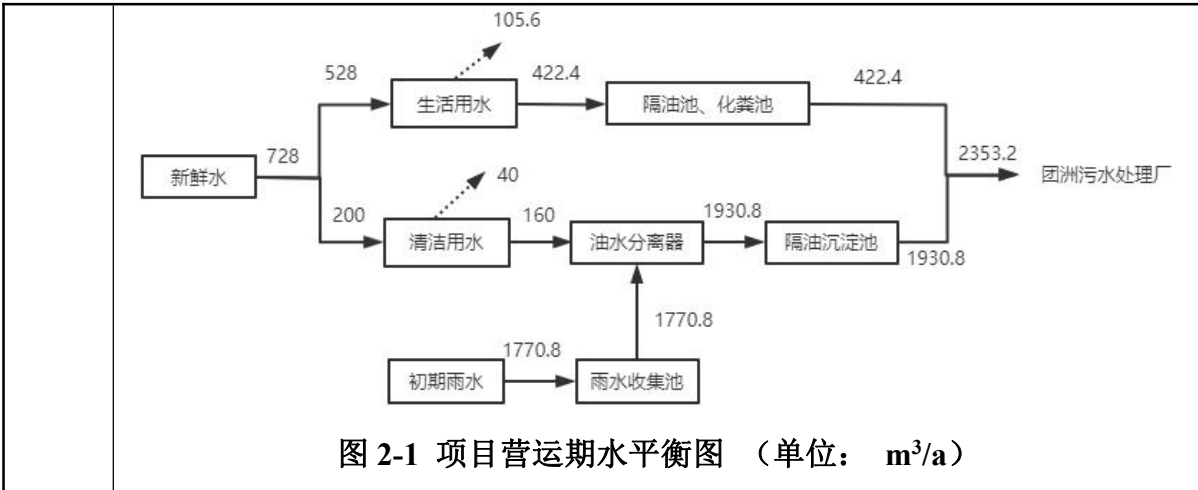 105.6
528
生活用水
422.4
隔油池、化粪池
422.4
新鲜水
728
2353.2
团洲污水处理厂
40
200
清洁用水
160
油水分离器
1930.8
隔油沉淀池
1930.8
1770.8
初期雨水
1770.8
雨水收集池
图 2-1 项目营运期水平衡图 （单位： m³/a）